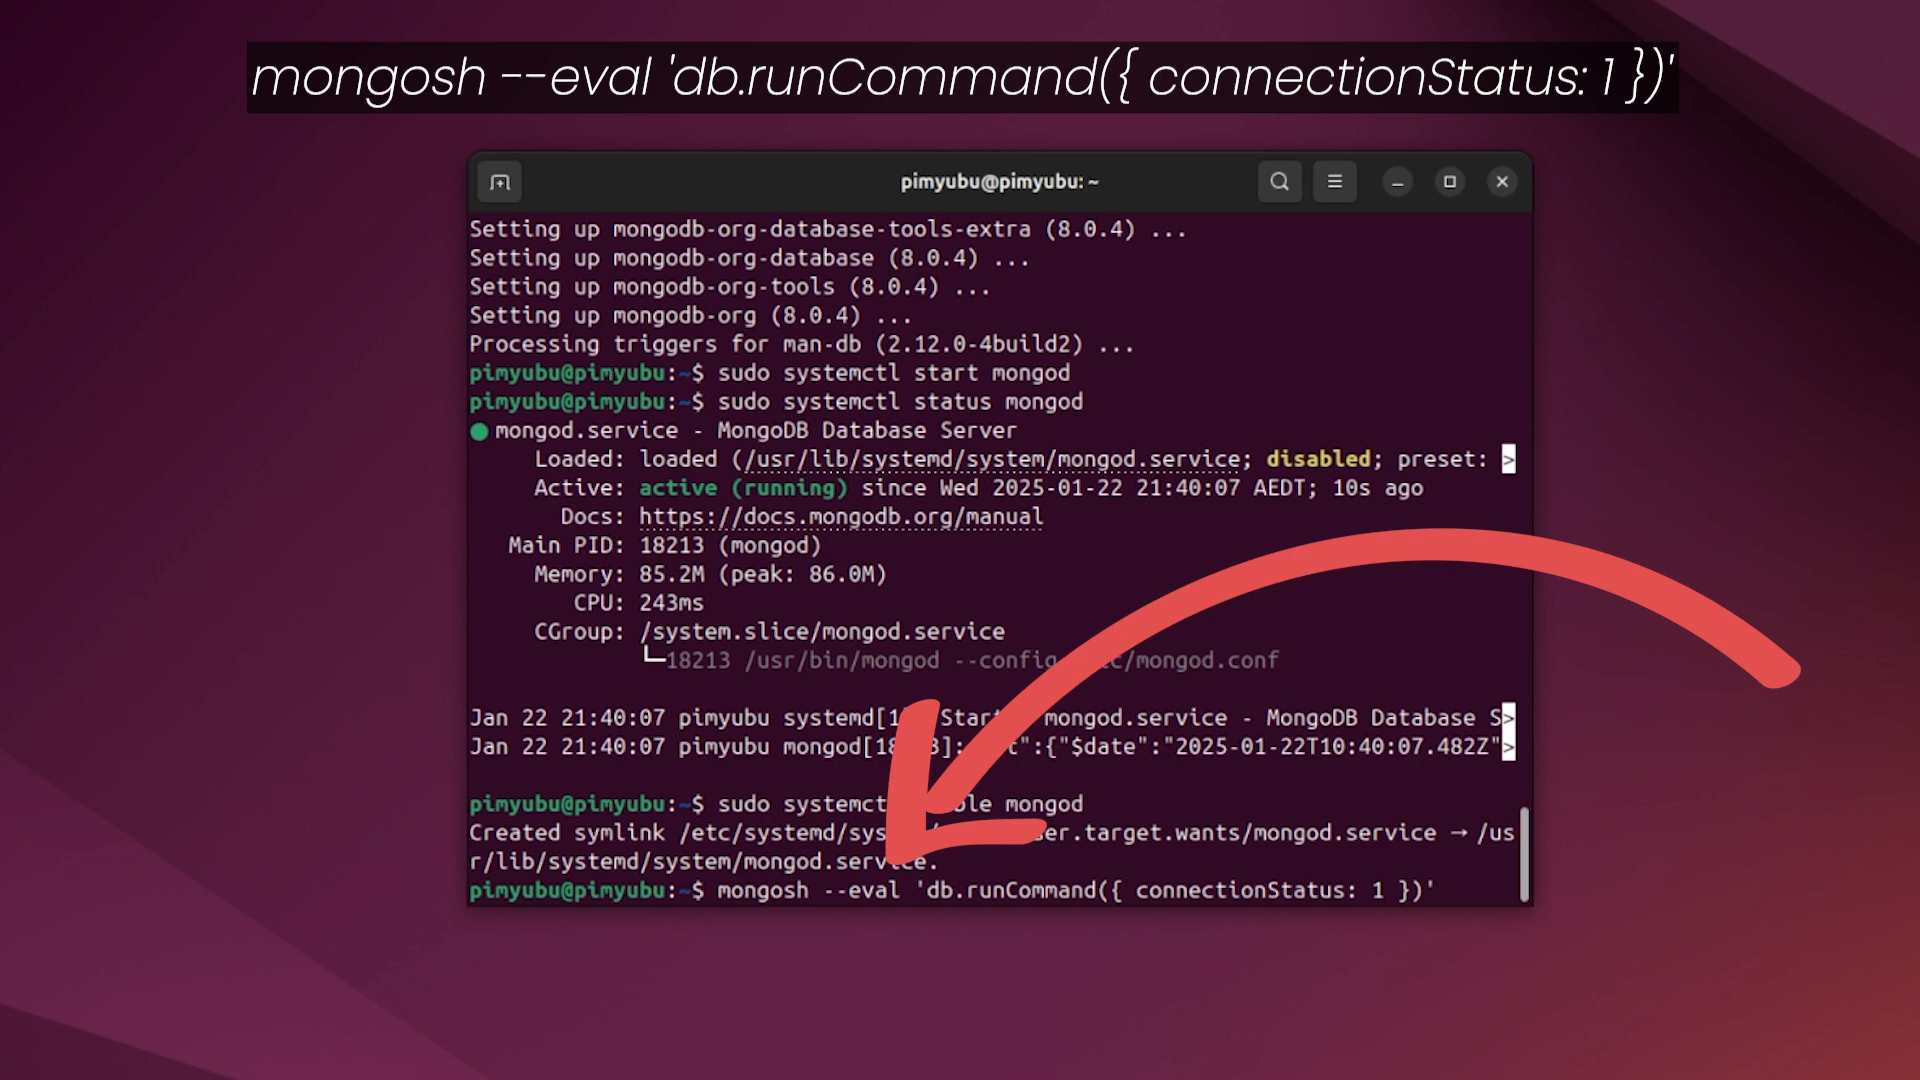 mongosh --eval 'db.runCommand({ connectionStatus: 1 })'
pimyubu@pimyubu: ~
Setting up mongodb-org-database-tools-extra (8.0.4) ...
Setting up mongodb-org-database (8.0.4) ...
Setting up mongodb-org-tools (8.0.4) ...
Setting up mongodb-org (8.0.4) ...
Processing triggers for man-db (2.12.0-4build2) ...
pimyubu@pimyubu:~$ sudo systemctl start mongod
pimyubu@pimyubu:~$ sudo systemctl status mongod
mongod.service - MongoDB Database Server
Loaded: loaded (/usr/lib/systemd/system/mongod.service; disabled; preset: >
Active: active (running) since Wed 2025-01-22 21:40:07 AEDT; 10s ago
Docs: https://docs.mongodb.org/manual
Main PID: 18213 (mongod)
Memory: 85.2M (peak: 86.0M)
CPU: 243ms
CGroup: /system.slice/mongod.service
└─18213 /usr/bin/mongod --config c/mongod.conf
Jan 22 21:40:07 pimyubu systemd[1 Start mongod.service - MongoDB Database S>
Jan 22 21:40:07 pimyubu mongod[18 3]: t":{"$date":"2025-01-22T10:40:07.482Z">
pimyubu@pimyubu:~$ sudo systemct ble mongod
Created symlink /etc/systemd/sys er.target.wants/mongod.service → /us
r/lib/systemd/system/mongod.service.
pimyubu@pimyubu:~$ mongosh --eval 'db.runCommand({ connectionStatus: 1 })'